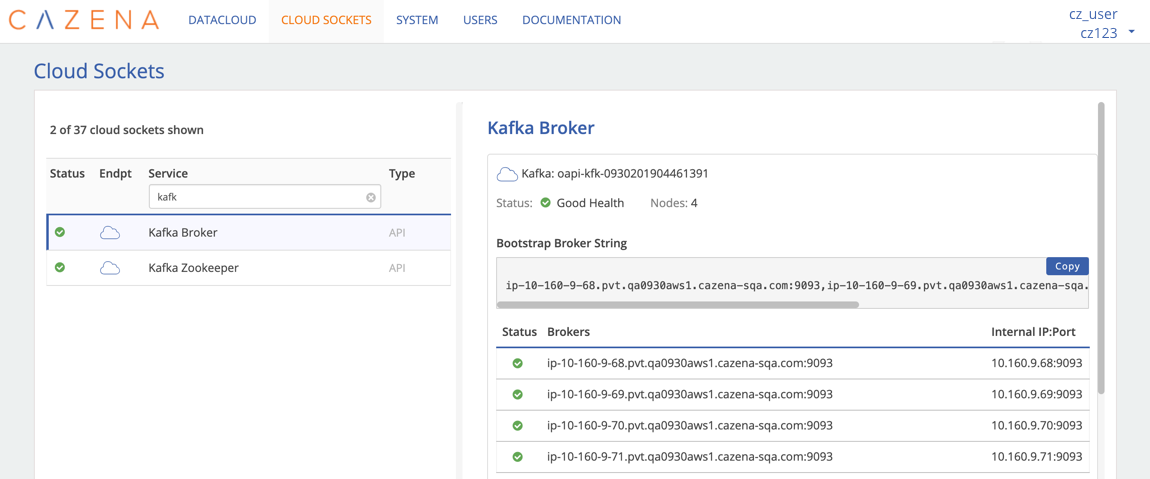 CAZENA DATACLOUD CLOUD SOCKETS SYSTEM USERS DOCUMENTATION
cz_user
cz123
Cloud Sockets
2 of 37 cloud sockets shown
Status Endpt Service Type
kafk
Kafka Broker API
Kafka Zookeeper API
Kafka Broker
Kafka: oapi-kfk-0930201904461391
Status: Good Health Nodes: 4
Bootstrap Broker String
Copy
ip-10-160-9-68.pvt.qa0930aws1.cazena-sqa.com:9093,ip-10-160-9-69.pvt.qa0930aws1.cazena-sqa.
Status Brokers Internal IP:Port
ip-10-160-9-68.pvt.qa0930aws1.cazena-sqa.com:9093 10.160.9.68:9093
ip-10-160-9-69.pvt.qa0930aws1.cazena-sqa.com:9093 10.160.9.69:9093
ip-10-160-9-70.pvt.qa0930aws1.cazena-sqa.com:9093 10.160.9.70:9093
ip-10-160-9-71.pvt.qa0930aws1.cazena-sqa.com:9093 10.160.9.71:9093